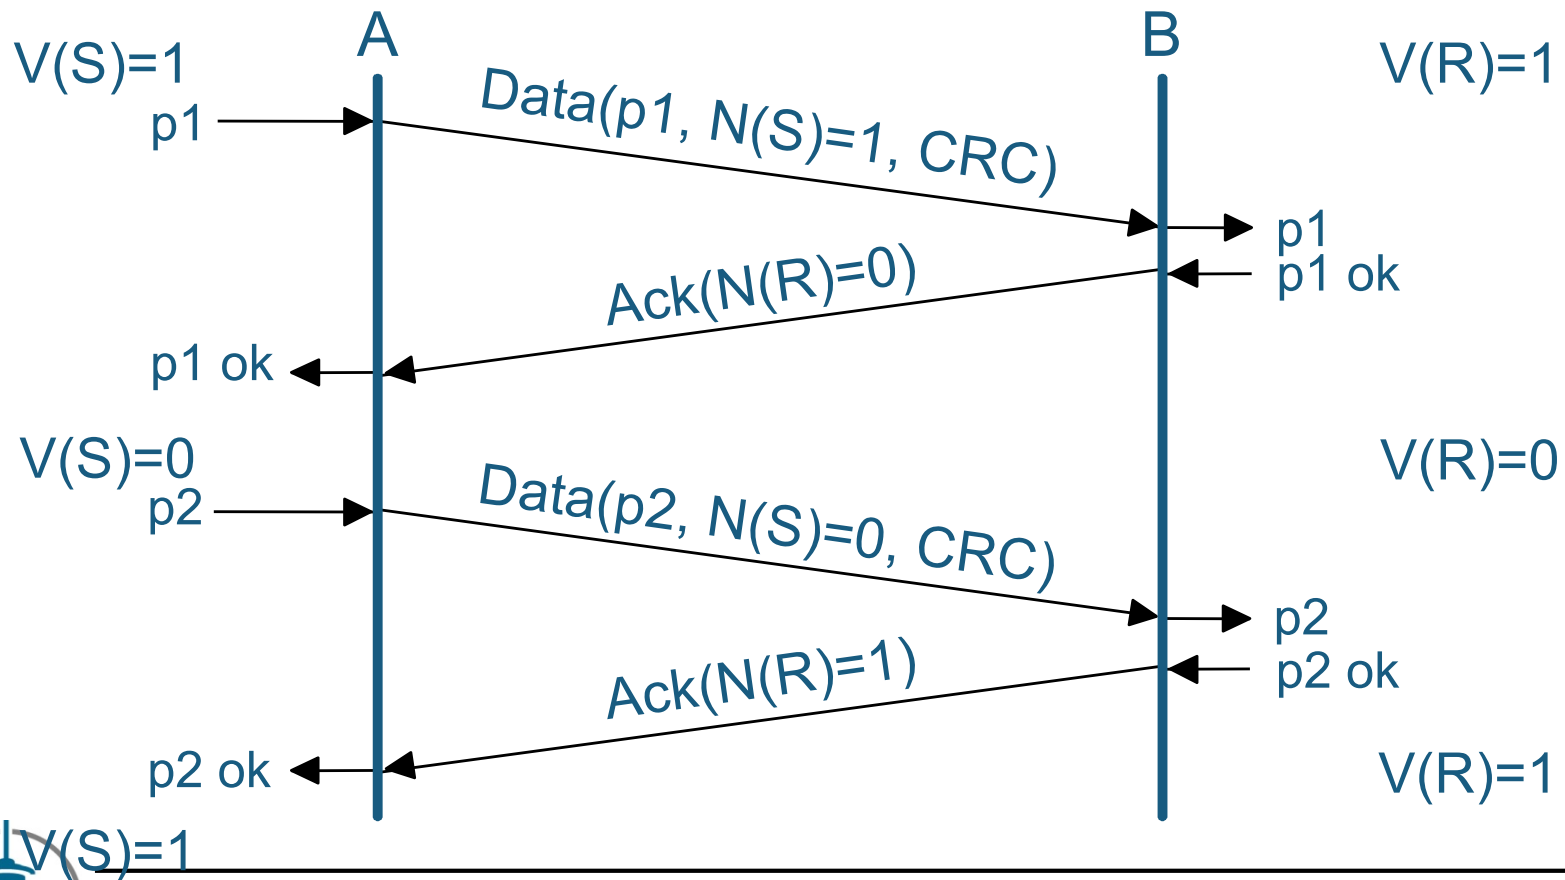 A
B
V(S)=1
V(R)=1
p1
Data(p1, N(S)=1, CRC)
p1
Ack(N(R)=0)
p1 ok
p1 ok
V(S)=0
V(R)=0
p2
Data(p2, N(S)=0, CRC)
p2
Ack(N(R)=1)
p2 ok
p2 ok
V(R)=1
V(S)=1